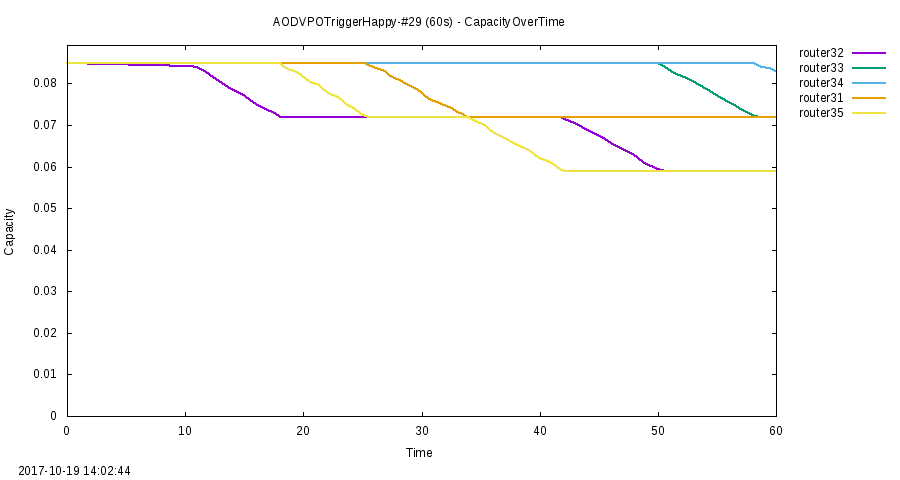 AODVPOTriggerHappy-#29 (60s) - CapacityOverTime
router32
router33
router34
router31
router35
0.08
0.07
0.06
0.05
0.04
0.03
0.02
0.01
0
Capacity
0 10 20 30 40 50 60
Time
2017-10-19 14:02:44